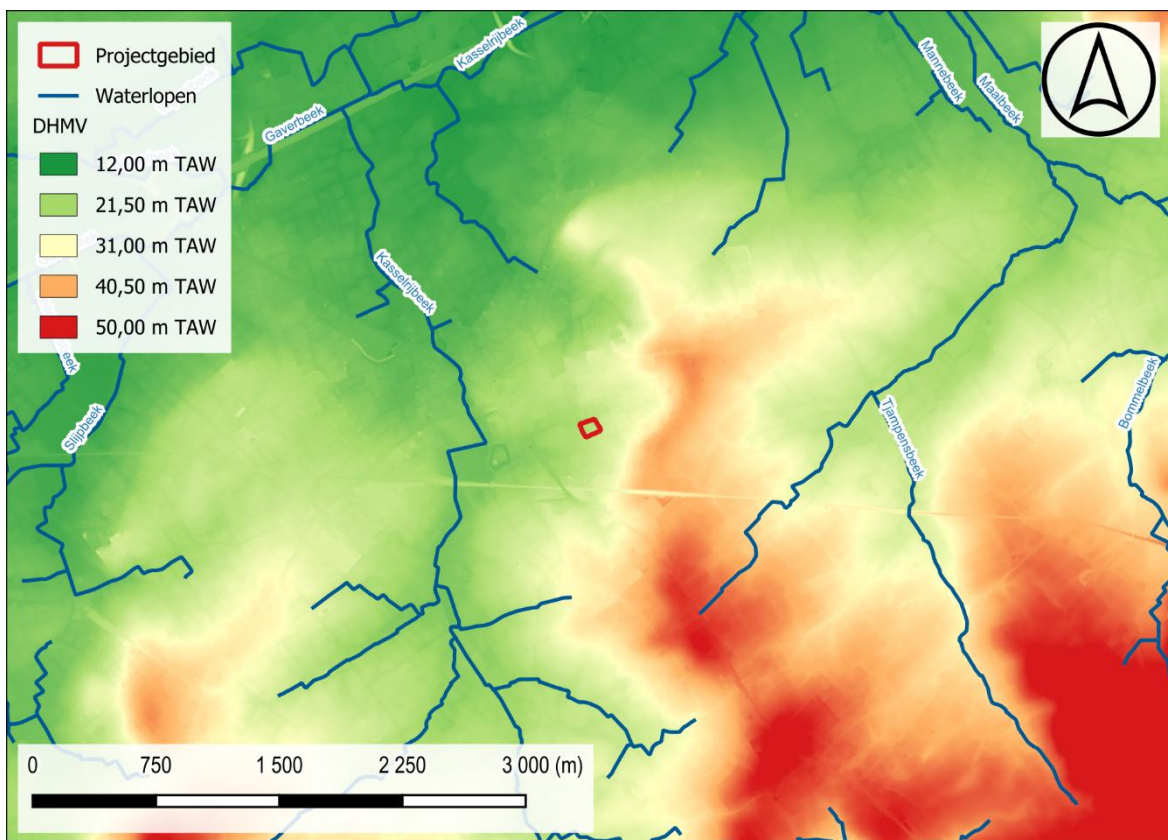 Projectgebied
Waterlopen
DHMV
12,00 m TAW
21,50 m TAW
31,00 m TAW
40,50 m TAW
50,00 m TAW
Kasselrijbeek
Gaverbeek
Mannebeek
Maalbeek
Kasselrijbeek
Slijpbeek
Tjampensbeek
Bommelbeek
0 750 1 500 2 250 3 000 (m)